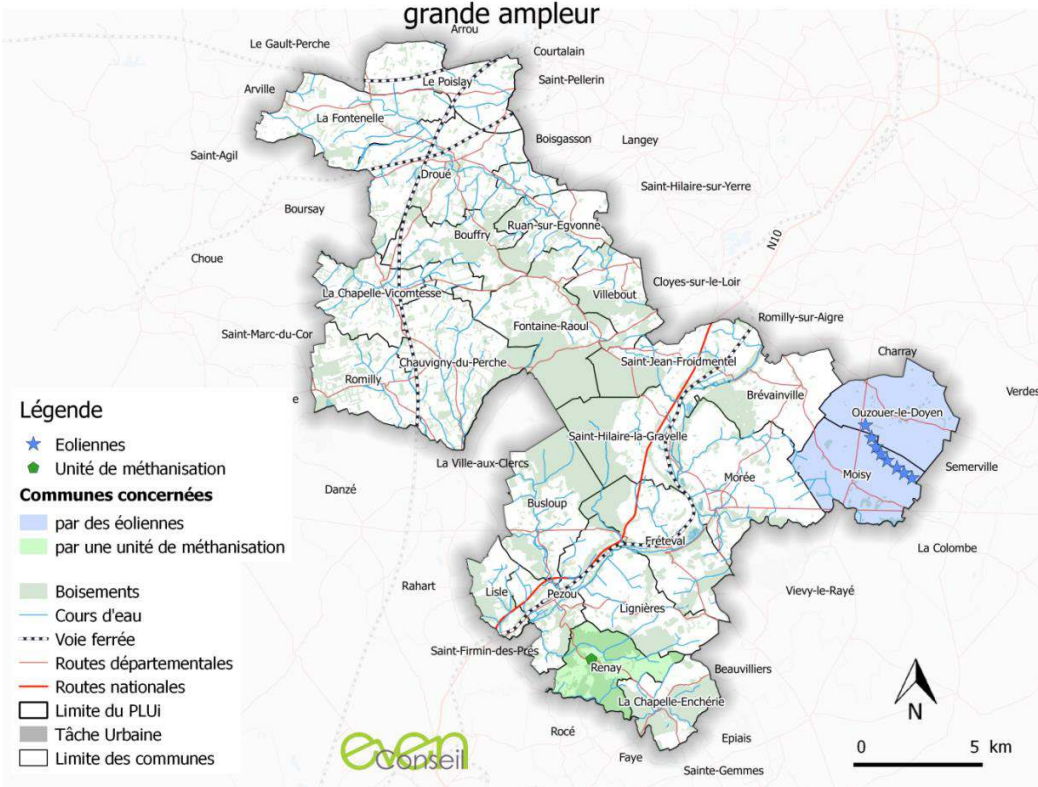 grande ampleur
Arrou
Le Gault-Perche
Courtalain
Le Poislay
Saint-Pellerin
Arville
La Fontenelle
Boisgasson
Langey
Saint-Agil
Droué
Saint-Hilaire-sur-Yerre
Boursay
Ruan-sur-Egvonne
Bouffry
N10
Choue
Cloyes-sur-le-Loir
La Chapelle-Vicomtesse
Villebout
Romilly-sur-Aigre
Fontaine-Raoul
Saint-Marc-du-Cor
Charray
Chauvigny-du-Perche
Saint-Jean-Froidmentel
Romilly
Verdes
Brévainville
e
Ouzouer-le-Doyen
Saint-Hilaire-la-Gravelle
La Ville-aux-Clercs
Semerville
Moisy
Morée
Danzé
Busloup
Fréteval
La Colombe
Rahart
Lisle
Pezou
Vievy-le-Rayé
Lignières
Saint-Firmin-des-Prés
Renay
Beauvilliers
La Chapelle-Enchérie
Rocé
Epiais
Faye
Sainte-Gemmes
Légende
Eoliennes
Unité de méthanisation
Communes concernées
par des éoliennes
par une unité de méthanisation
Boisements
Cours d'eau
Voie ferrée
Routes départementales
Routes nationales
Limite du PLUi
Tâche Urbaine
Limite des communes
even
Conseil
N
0 5 km